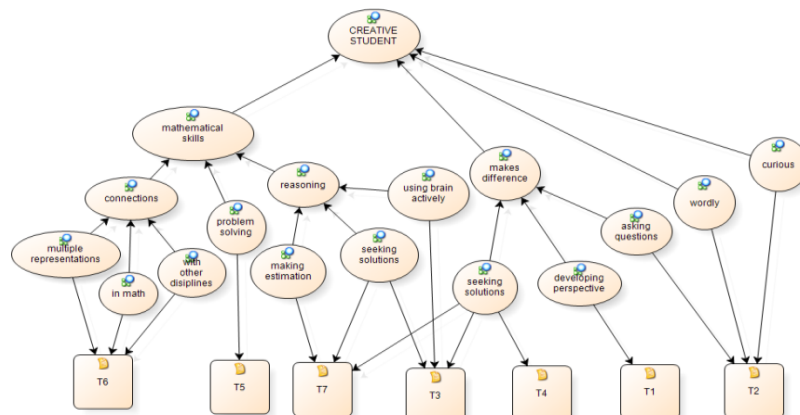 CREATIVE
STUDENT
mathematical
skills
makes
difference
curious
connections
reasoning
using brain
actively
wordly
problem
solving
asking
questions
multiple
representations
with
other
disiplines
in math
making
estimation
seeking
solutions
seeking
solutions
developing
perspective
T6
T5
T7
T3
T4
T1
T2